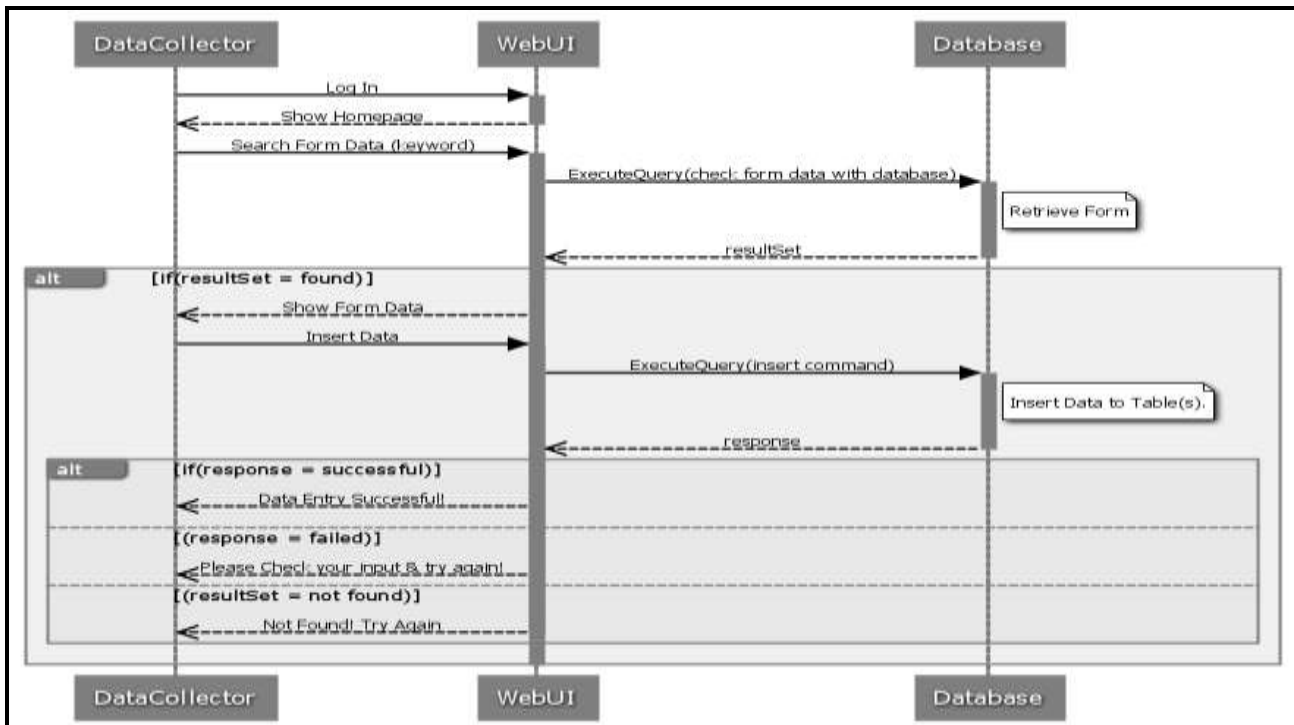 DataCollector
WebUI
Database
Log In
Show Homepage
Search Form Data (keyword)
ExecuteQuery(check form data with database)
Retrieve Form
resultSet
alt
[if(resultSet = found)]
Show Form Data
Insert Data
ExecuteQuery(insert command)
Insert Data to Table(s).
response
alt
[if(response = successful)]
Data Entry Successful!
[(response = failed)]
Please Check your input & try again!
[(resultSet = not found)]
Not Found! Try Again
DataCollector
WebUI
Database